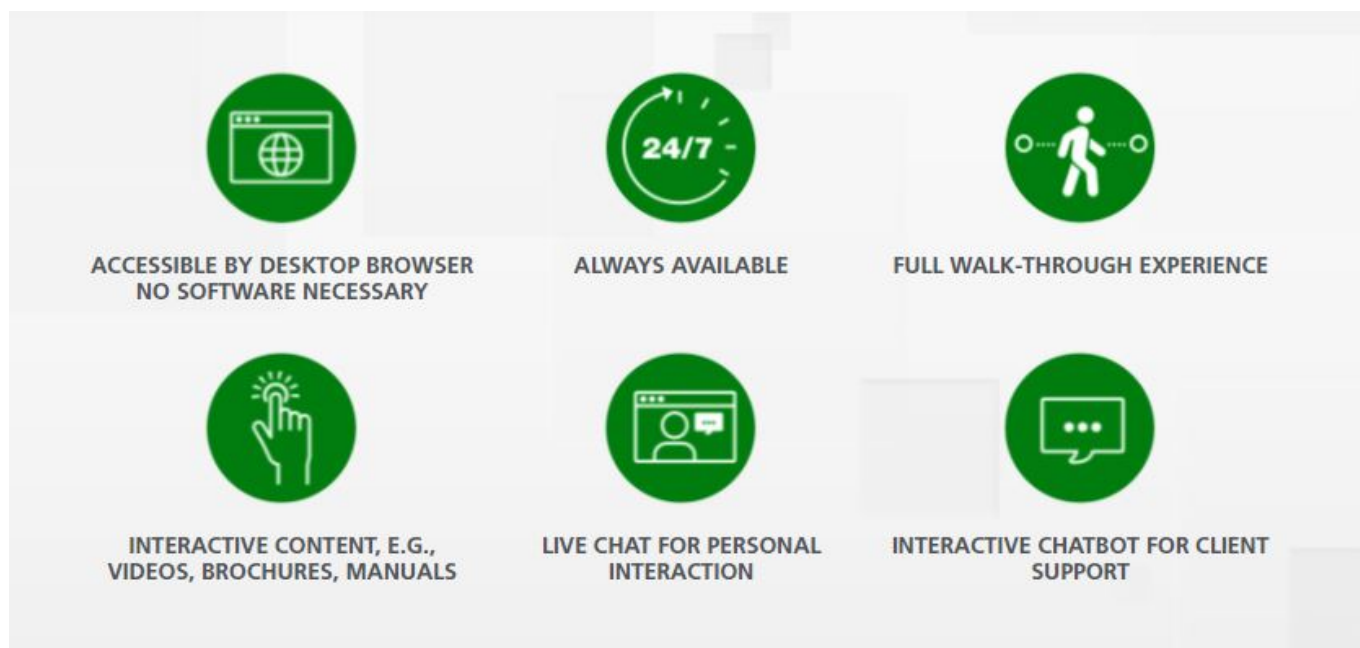 24/7
ACCESSIBLE BY DESKTOP BROWSER
NO SOFTWARE NECESSARY
ALWAYS AVAILABLE
FULL WALK-THROUGH EXPERIENCE
INTERACTIVE CONTENT, E.G.,
VIDEOS, BROCHURES, MANUALS
LIVE CHAT FOR PERSONAL
INTERACTION
INTERACTIVE CHATBOT FOR CLIENT
SUPPORT